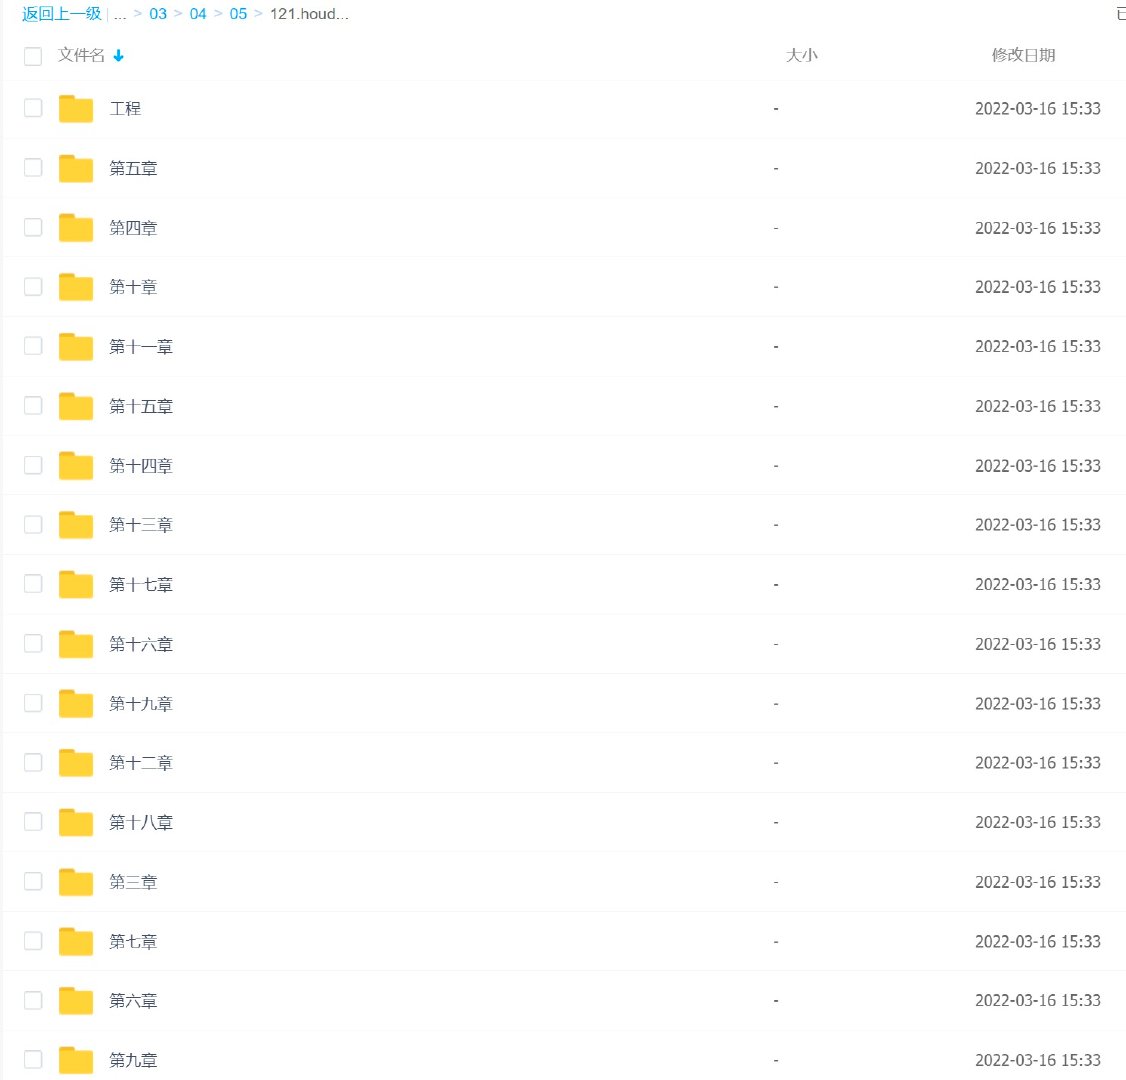 返回上一级 | ... > 03 > 04 > 05 > 121.houd...
文件名 大小 修改日期
工程 - 2022-03-16 15:33
第五章 - 2022-03-16 15:33
第四章 - 2022-03-16 15:33
第十章 - 2022-03-16 15:33
第十一章 - 2022-03-16 15:33
第十五章 - 2022-03-16 15:33
第十四章 - 2022-03-16 15:33
第十三章 - 2022-03-16 15:33
第十七章 - 2022-03-16 15:33
第十六章 - 2022-03-16 15:33
第十九章 - 2022-03-16 15:33
第十二章 - 2022-03-16 15:33
第十八章 - 2022-03-16 15:33
第三章 - 2022-03-16 15:33
第七章 - 2022-03-16 15:33
第六章 - 2022-03-16 15:33
第九章 - 2022-03-16 15:33